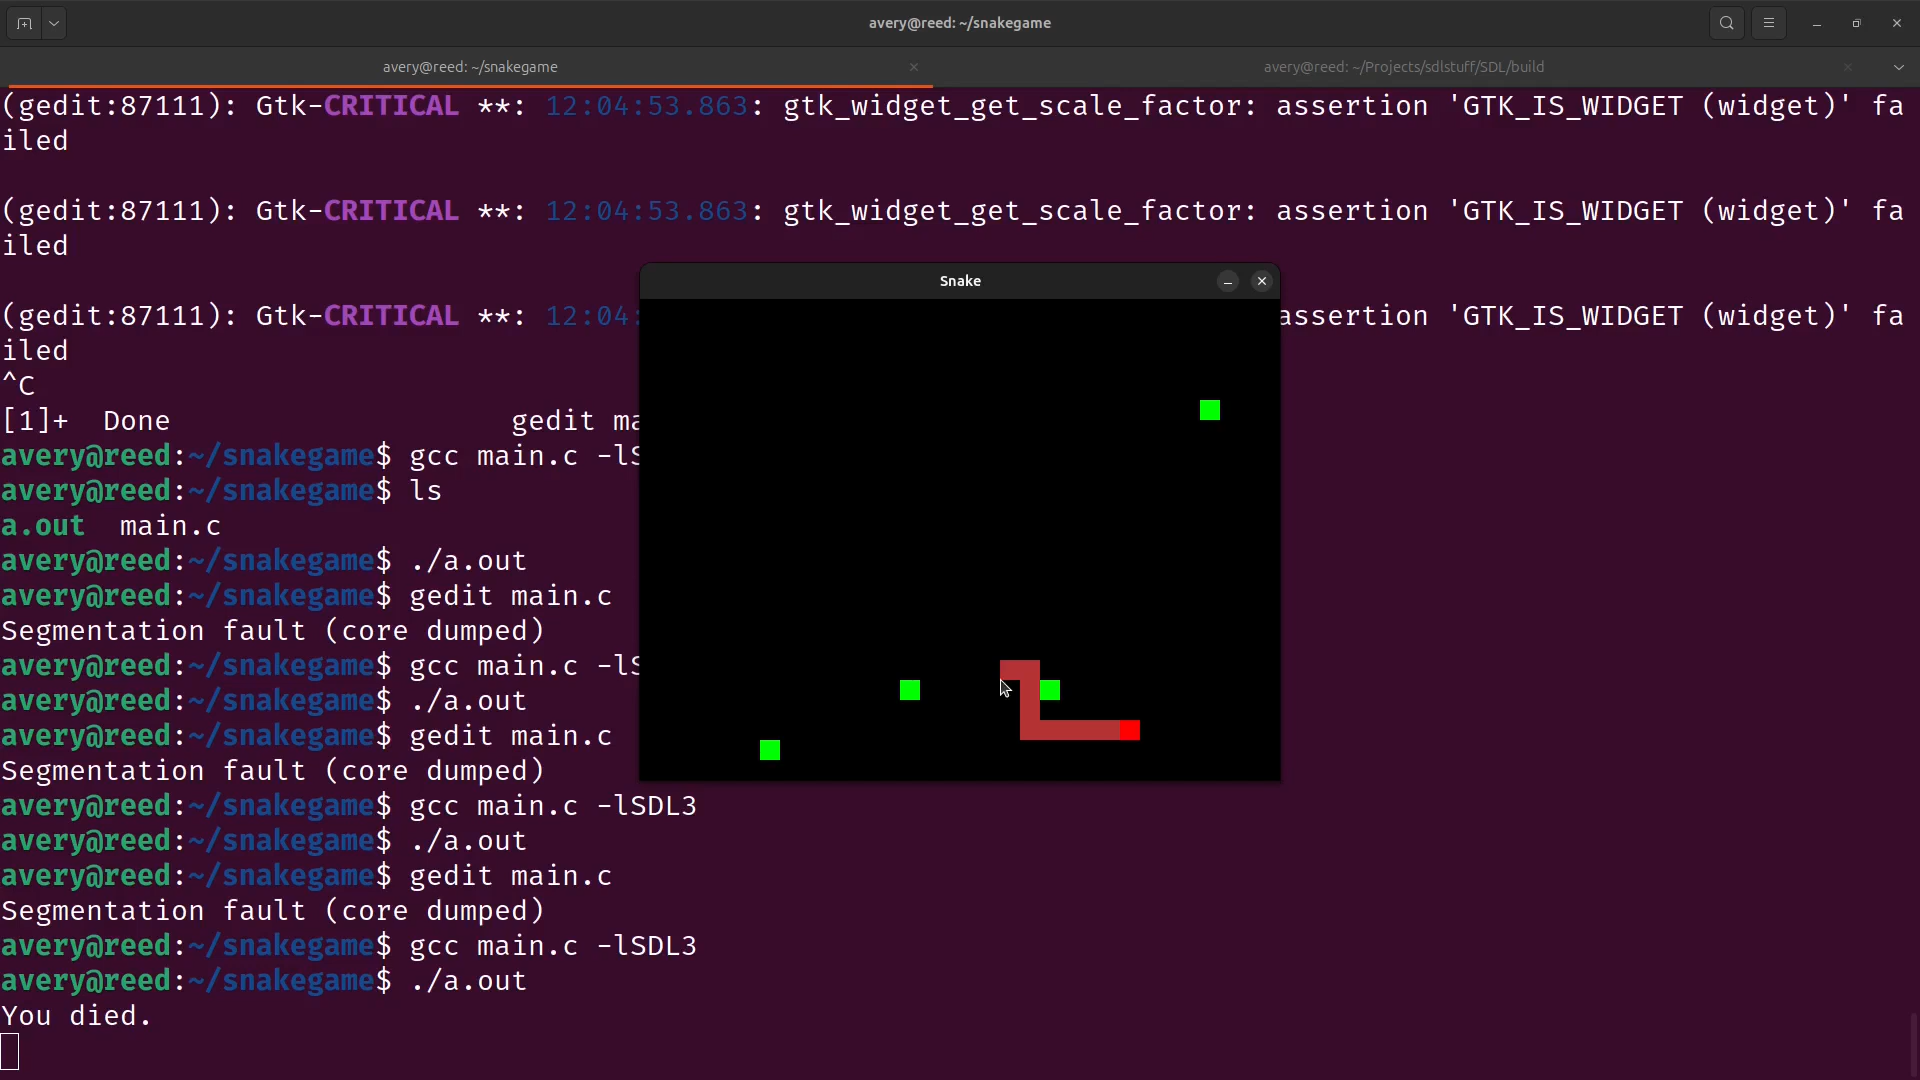 avery@reed: ~/snakegame
avery@reed: ~/snakegame
avery@reed: ~/Projects/sdlstuff/SDL/build
(gedit:87111): Gtk-CRITICAL **: 12:04:53.863: gtk_widget_get_scale_factor: assertion 'GTK_IS_WIDGET (widget)' fa
iled
(gedit:87111): Gtk-CRITICAL **: 12:04:53.863: gtk_widget_get_scale_factor: assertion 'GTK_IS_WIDGET (widget)' fa
iled
Snake
(gedit:87111): Gtk-CRITICAL **: 12:04: assertion 'GTK_IS_WIDGET (widget)' fa
iled
^C
[1]+  Done                    gedit ma
avery@reed:~/snakegame$ gcc main.c -lS
avery@reed:~/snakegame$ ls
a.out  main.c
avery@reed:~/snakegame$ ./a.out
avery@reed:~/snakegame$ gedit main.c
Segmentation fault (core dumped)
avery@reed:~/snakegame$ gcc main.c -lS
avery@reed:~/snakegame$ ./a.out
avery@reed:~/snakegame$ gedit main.c
Segmentation fault (core dumped)
avery@reed:~/snakegame$ gcc main.c -lSDL3
avery@reed:~/snakegame$ ./a.out
avery@reed:~/snakegame$ gedit main.c
Segmentation fault (core dumped)
avery@reed:~/snakegame$ gcc main.c -lSDL3
avery@reed:~/snakegame$ ./a.out
You died.